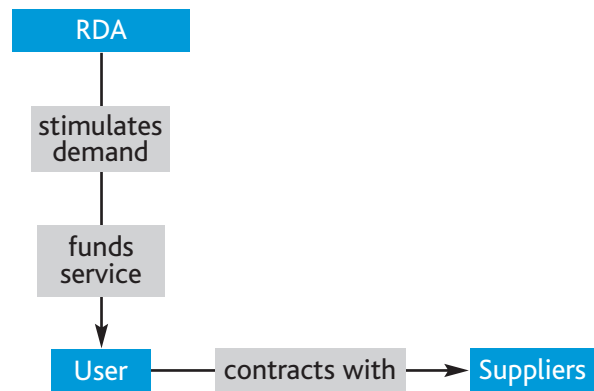 RDA
stimulates
demand
funds
service
User
contracts with
Suppliers